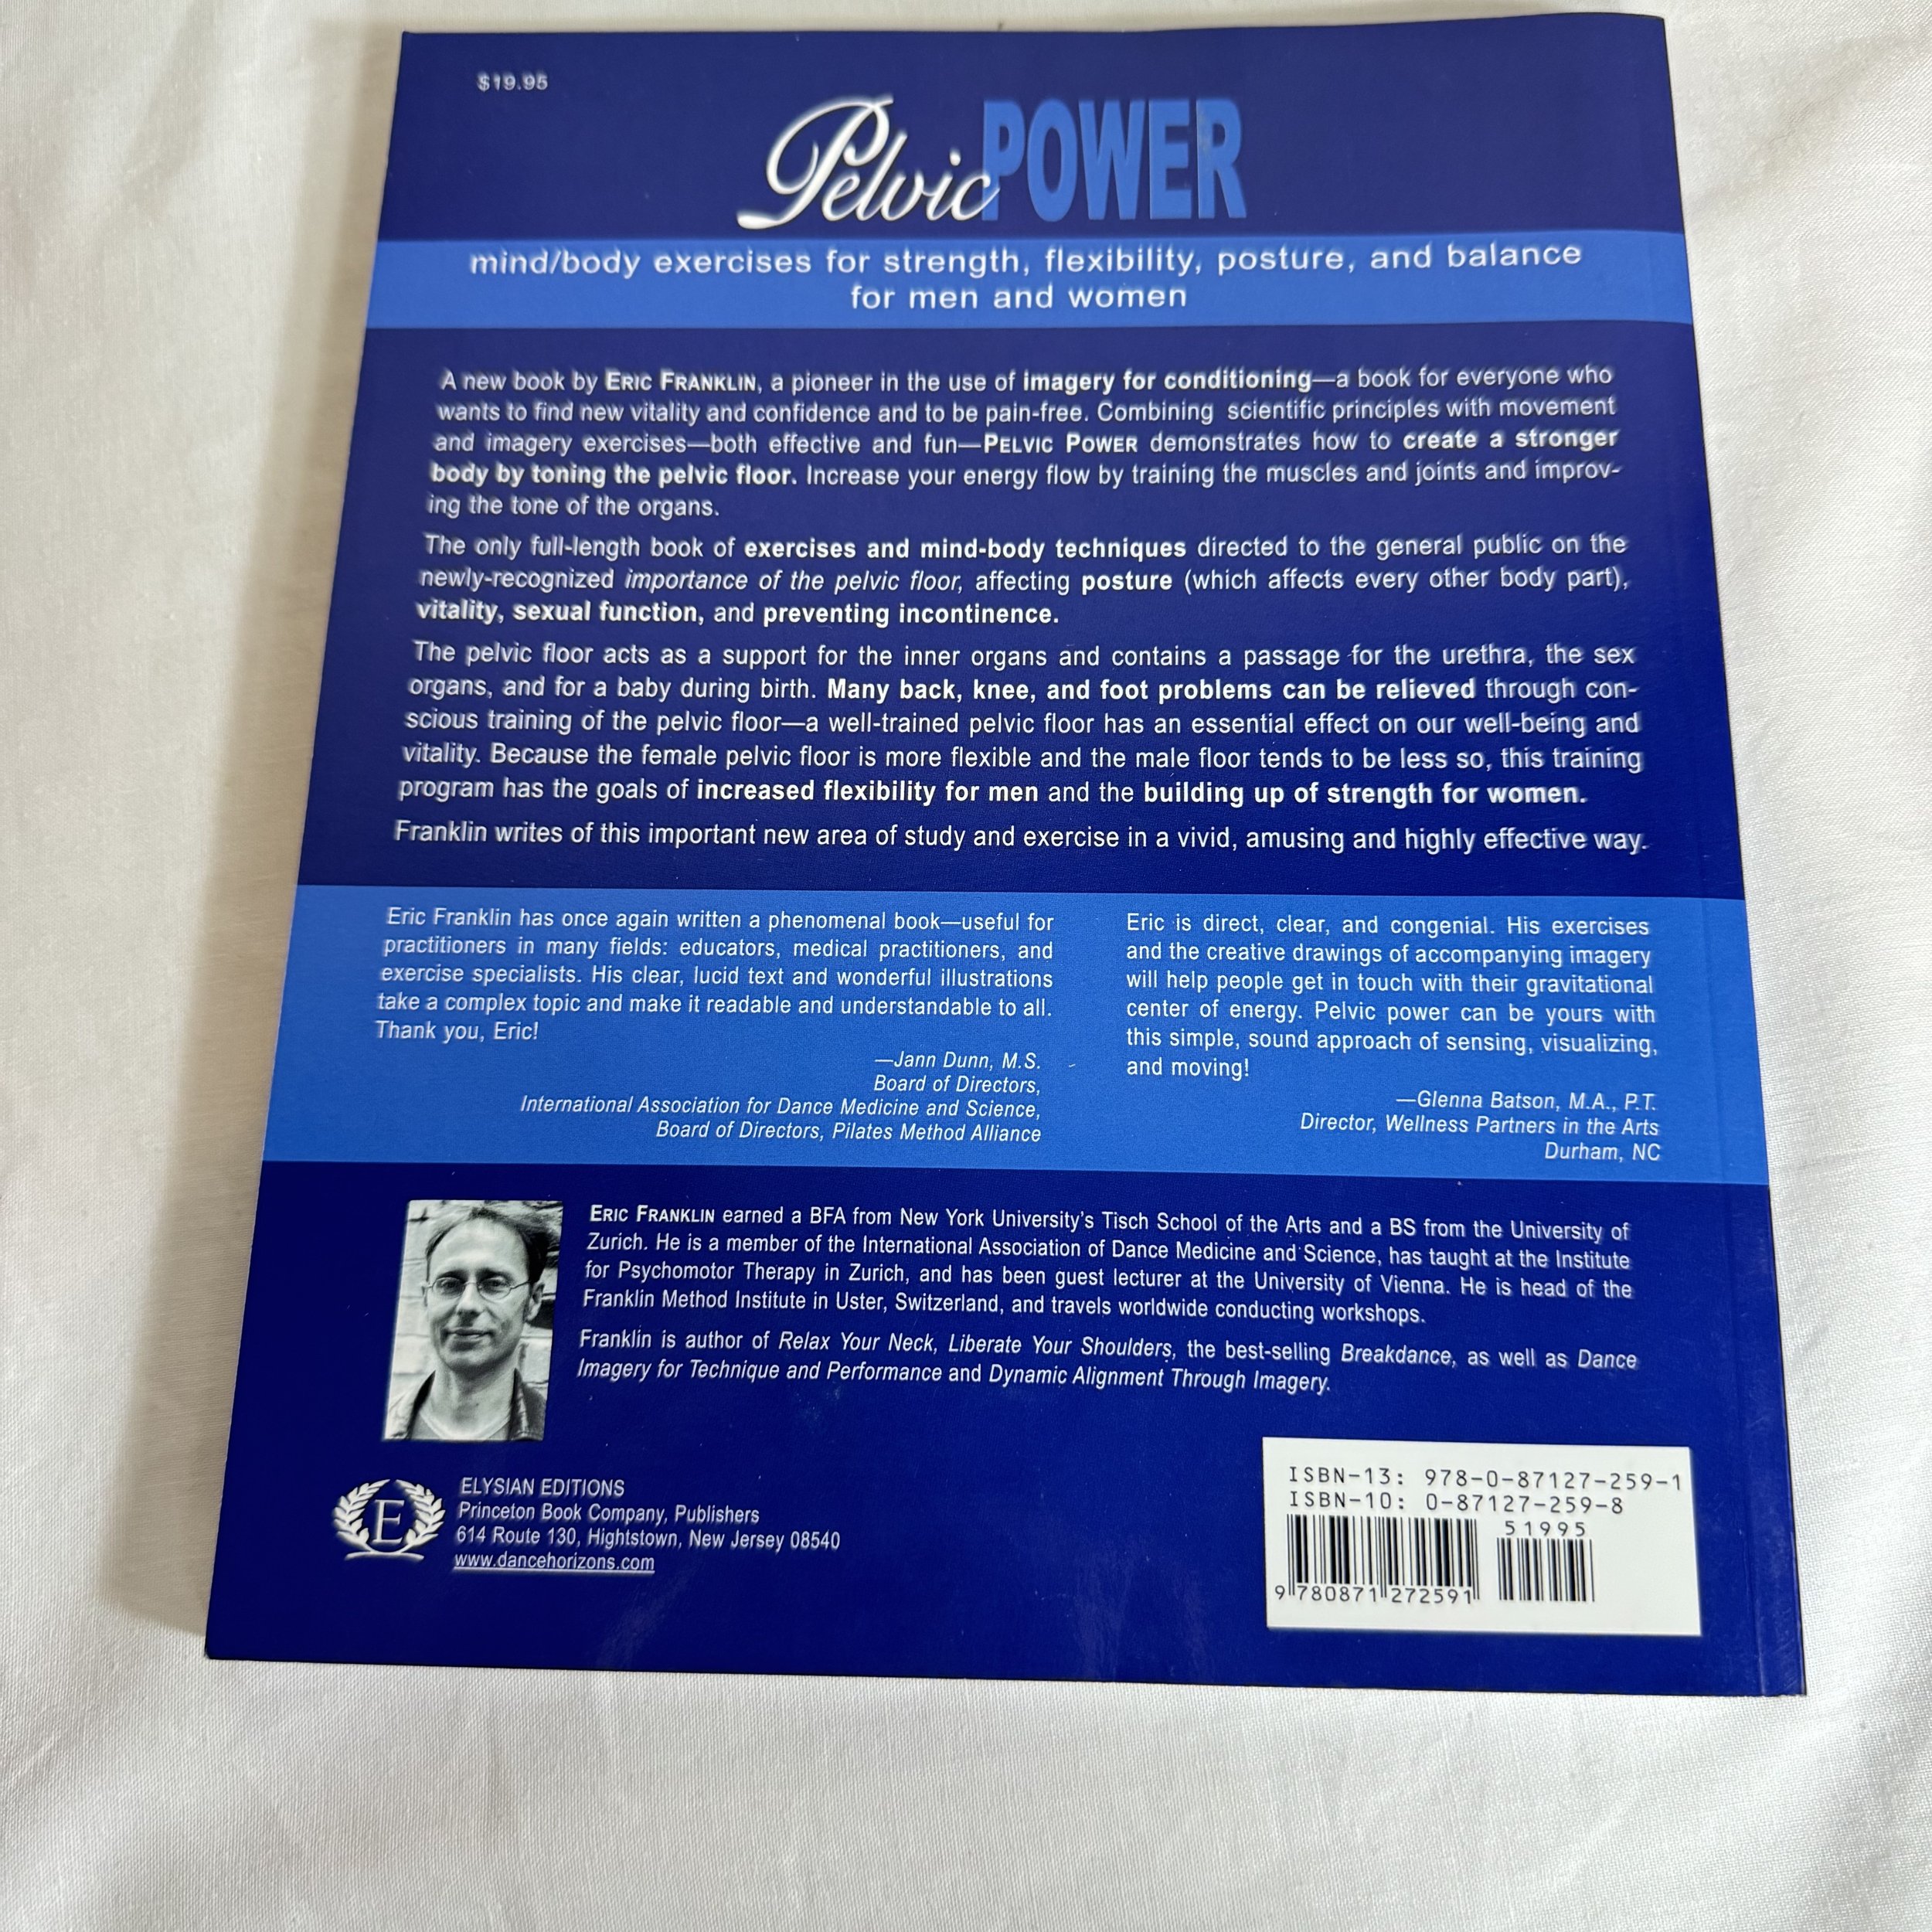 $19.95
Pelvic POWER
mind/body exercises for strength, flexibility, posture, and balance
for men and women
A new book by ERIC FRANKLIN, a pioneer in the use of imagery for conditioning—a book for everyone who
wants to find new vitality and confidence and to be pain-free. Combining scientific principles with movement
and imagery exercises—both effective and fun—PELVIC POWER demonstrates how to create a stronger
body by toning the pelvic floor. Increase your energy flow by training the muscles and joints and improv-
ing the tone of the organs.
The only full-length book of exercises and mind-body techniques directed to the general public on the
newly-recognized importance of the pelvic floor, affecting posture (which affects every other body part),
vitality, sexual function, and preventing incontinence.
The pelvic floor acts as a support for the inner organs and contains a passage for the urethra, the sex
organs, and for a baby during birth. Many back, knee, and foot problems can be relieved through con-
scious training of the pelvic floor—a well-trained pelvic floor has an essential effect on our well-being and
vitality. Because the female pelvic floor is more flexible and the male floor tends to be less so, this training
program has the goals of increased flexibility for men and the building up of strength for women.
Franklin writes of this important new area of study and exercise in a vivid, amusing and highly effective way.
Eric Franklin has once again written a phenomenal book—useful for
practitioners in many fields: educators, medical practitioners, and
exercise specialists. His clear, lucid text and wonderful illustrations
take a complex topic and make it readable and understandable to all.
Thank you, Eric!
—Jann Dunn, M.S.
Board of Directors,
International Association for Dance Medicine and Science,
Board of Directors, Pilates Method Alliance
Eric is direct, clear, and congenial. His exercises
and the creative drawings of accompanying imagery
will help people get in touch with their gravitational
center of energy. Pelvic power can be yours with
this simple, sound approach of sensing, visualizing,
and moving!
—Glenna Batson, M.A., P.T.
Director, Wellness Partners in the Arts
Durham, NC
ERIC FRANKLIN earned a BFA from New York University's Tisch School of the Arts and a BS from the University of
Zurich. He is a member of the International Association of Dance Medicine and Science, has taught at the Institute
for Psychomotor Therapy in Zurich, and has been guest lecturer at the University of Vienna. He is head of the
Franklin Method Institute in Uster, Switzerland, and travels worldwide conducting workshops.
Franklin is author of Relax Your Neck, Liberate Your Shoulders, the best-selling Breakdance, as well as Dance
Imagery for Technique and Performance and Dynamic Alignment Through Imagery.
E
ELYSIAN EDITIONS
Princeton Book Company, Publishers
614 Route 130, Hightstown, New Jersey 08540
www.dancehorizons.com
ISBN-13: 978-0-87127-259-1
ISBN-10: 0-87127-259-8
51995
9 780871 272591